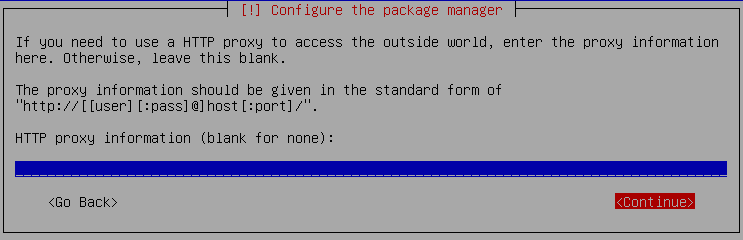 [!] Configure the package manager
If you need to use a HTTP proxy to access the outside world, enter the proxy information
here. Otherwise, leave this blank.
The proxy information should be given in the standard form of
"http://[[user][:pass]@]host[:port]/".
HTTP proxy information (blank for none):
<Go Back> <Continue>